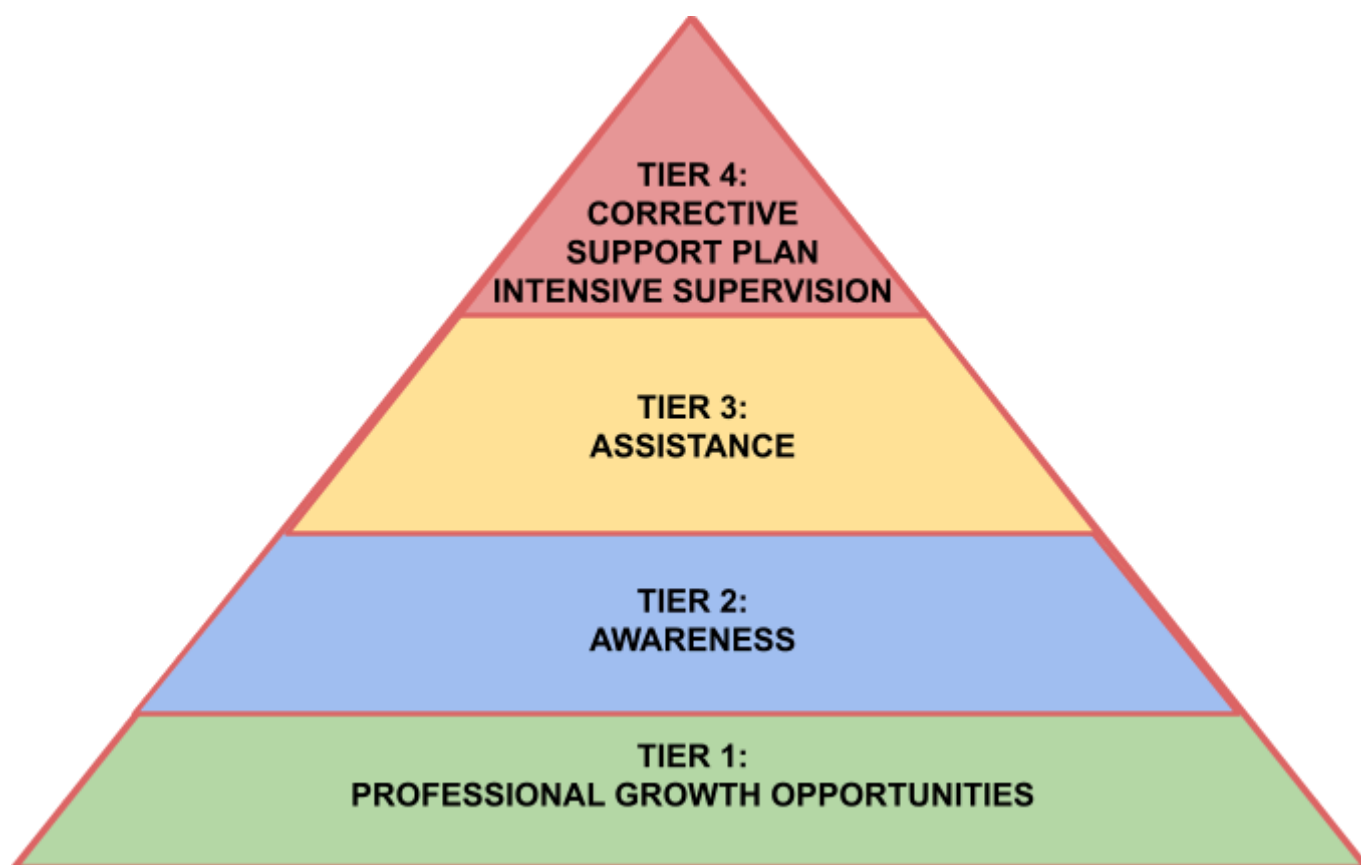 TIER 4:
CORRECTIVE
SUPPORT PLAN
INTENSIVE SUPERVISION
TIER 3:
ASSISTANCE
TIER 2:
AWARENESS
TIER 1:
PROFESSIONAL GROWTH OPPORTUNITIES